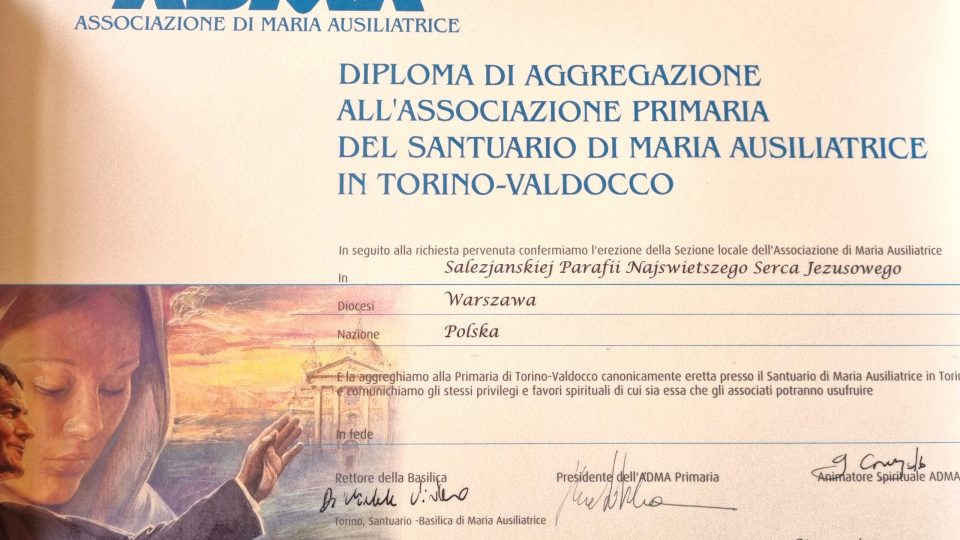 ADMA
ASSOCIAZIONE DI MARIA AUSILIATRICE
DIPLOMA DI AGGREGAZIONE
ALL'ASSOCIAZIONE PRIMARIA
DEL SANTUARIO DI MARIA AUSILIATRICE
IN TORINO-VALDOCCO
In seguito alla richiesta pervenuta confermiamo l'erezione della Sezione locale dell'Associazione di Maria Ausiliatrice
In Salezjanskiej Parafii Najswietszego Serca Jezusowego
Diocesi Warszawa
Nazione Polska
E la aggreghiamo alla Primaria di Torino-Valdocco canonicamente eretta presso il Santuario di Maria Ausiliatrice in
e comunichiamo gli stessi privilegi e favori spirituali di cui sia essa che gli associati potranno usufruire
In fede
Rettore della Basilica Presidente dell'ADMA Primaria Animatore Spirituale ADMA
Torino, Santuario -Basilica di Maria Ausiliatrice